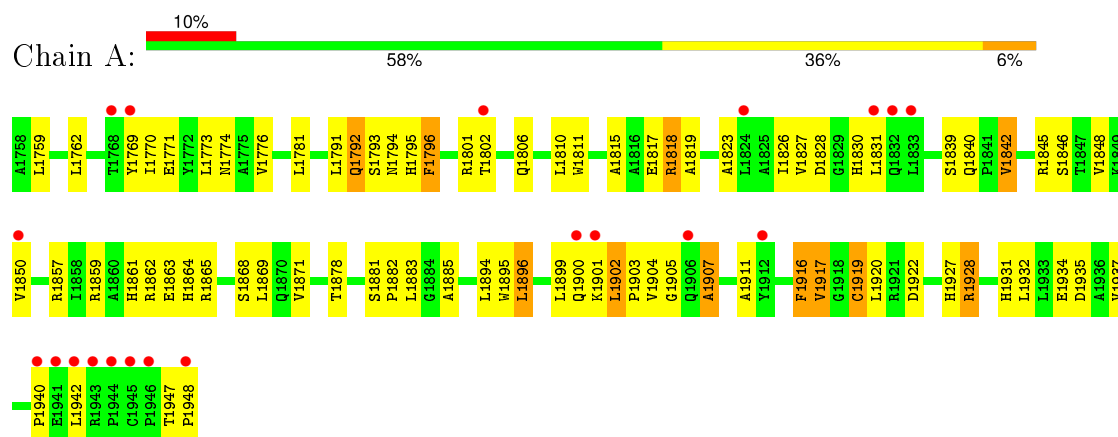 10%
Chain A:
58% 36% 6%
A1758 L1759 L1762 T1768 Y1769 I1770 E1771 Y1772 L1773 N1774 A1775 V1776 L1781 L1791 Q1792 S1793 N1794 H1795 F1796 R1801 T1802 Q1806 L1810 W1811 A1815 A1816 E1817 R1818 A1819 A1823 L1824 A1825 I1826 V1827 D1828 G1829 H1830 L1831 Q1832 L1833 S1839 Q1840 P1841 V1842 R1845 S1846 T1847 V1848 K1849
V1850 R1857 I1858 R1859 A1860 H1861 R1862 E1863 H1864 R1865 S1868 L1869 Q1870 V1871 T1878 S1881 P1882 L1883 G1884 A1885 L1894 W1895 L1896 L1899 Q1900 K1901 L1902 P1903 V1904 G1905 Q1906 A1907 A1911 Y1912 F1916 V1917 G1918 C1919 L1920 R1921 D1922 H1927 R1928 H1931 L1932 L1933 E1934 D1935 A1936 V1937
P1940 E1941 L1942 R1943 P1944 C1945 P1946 T1947 P1948